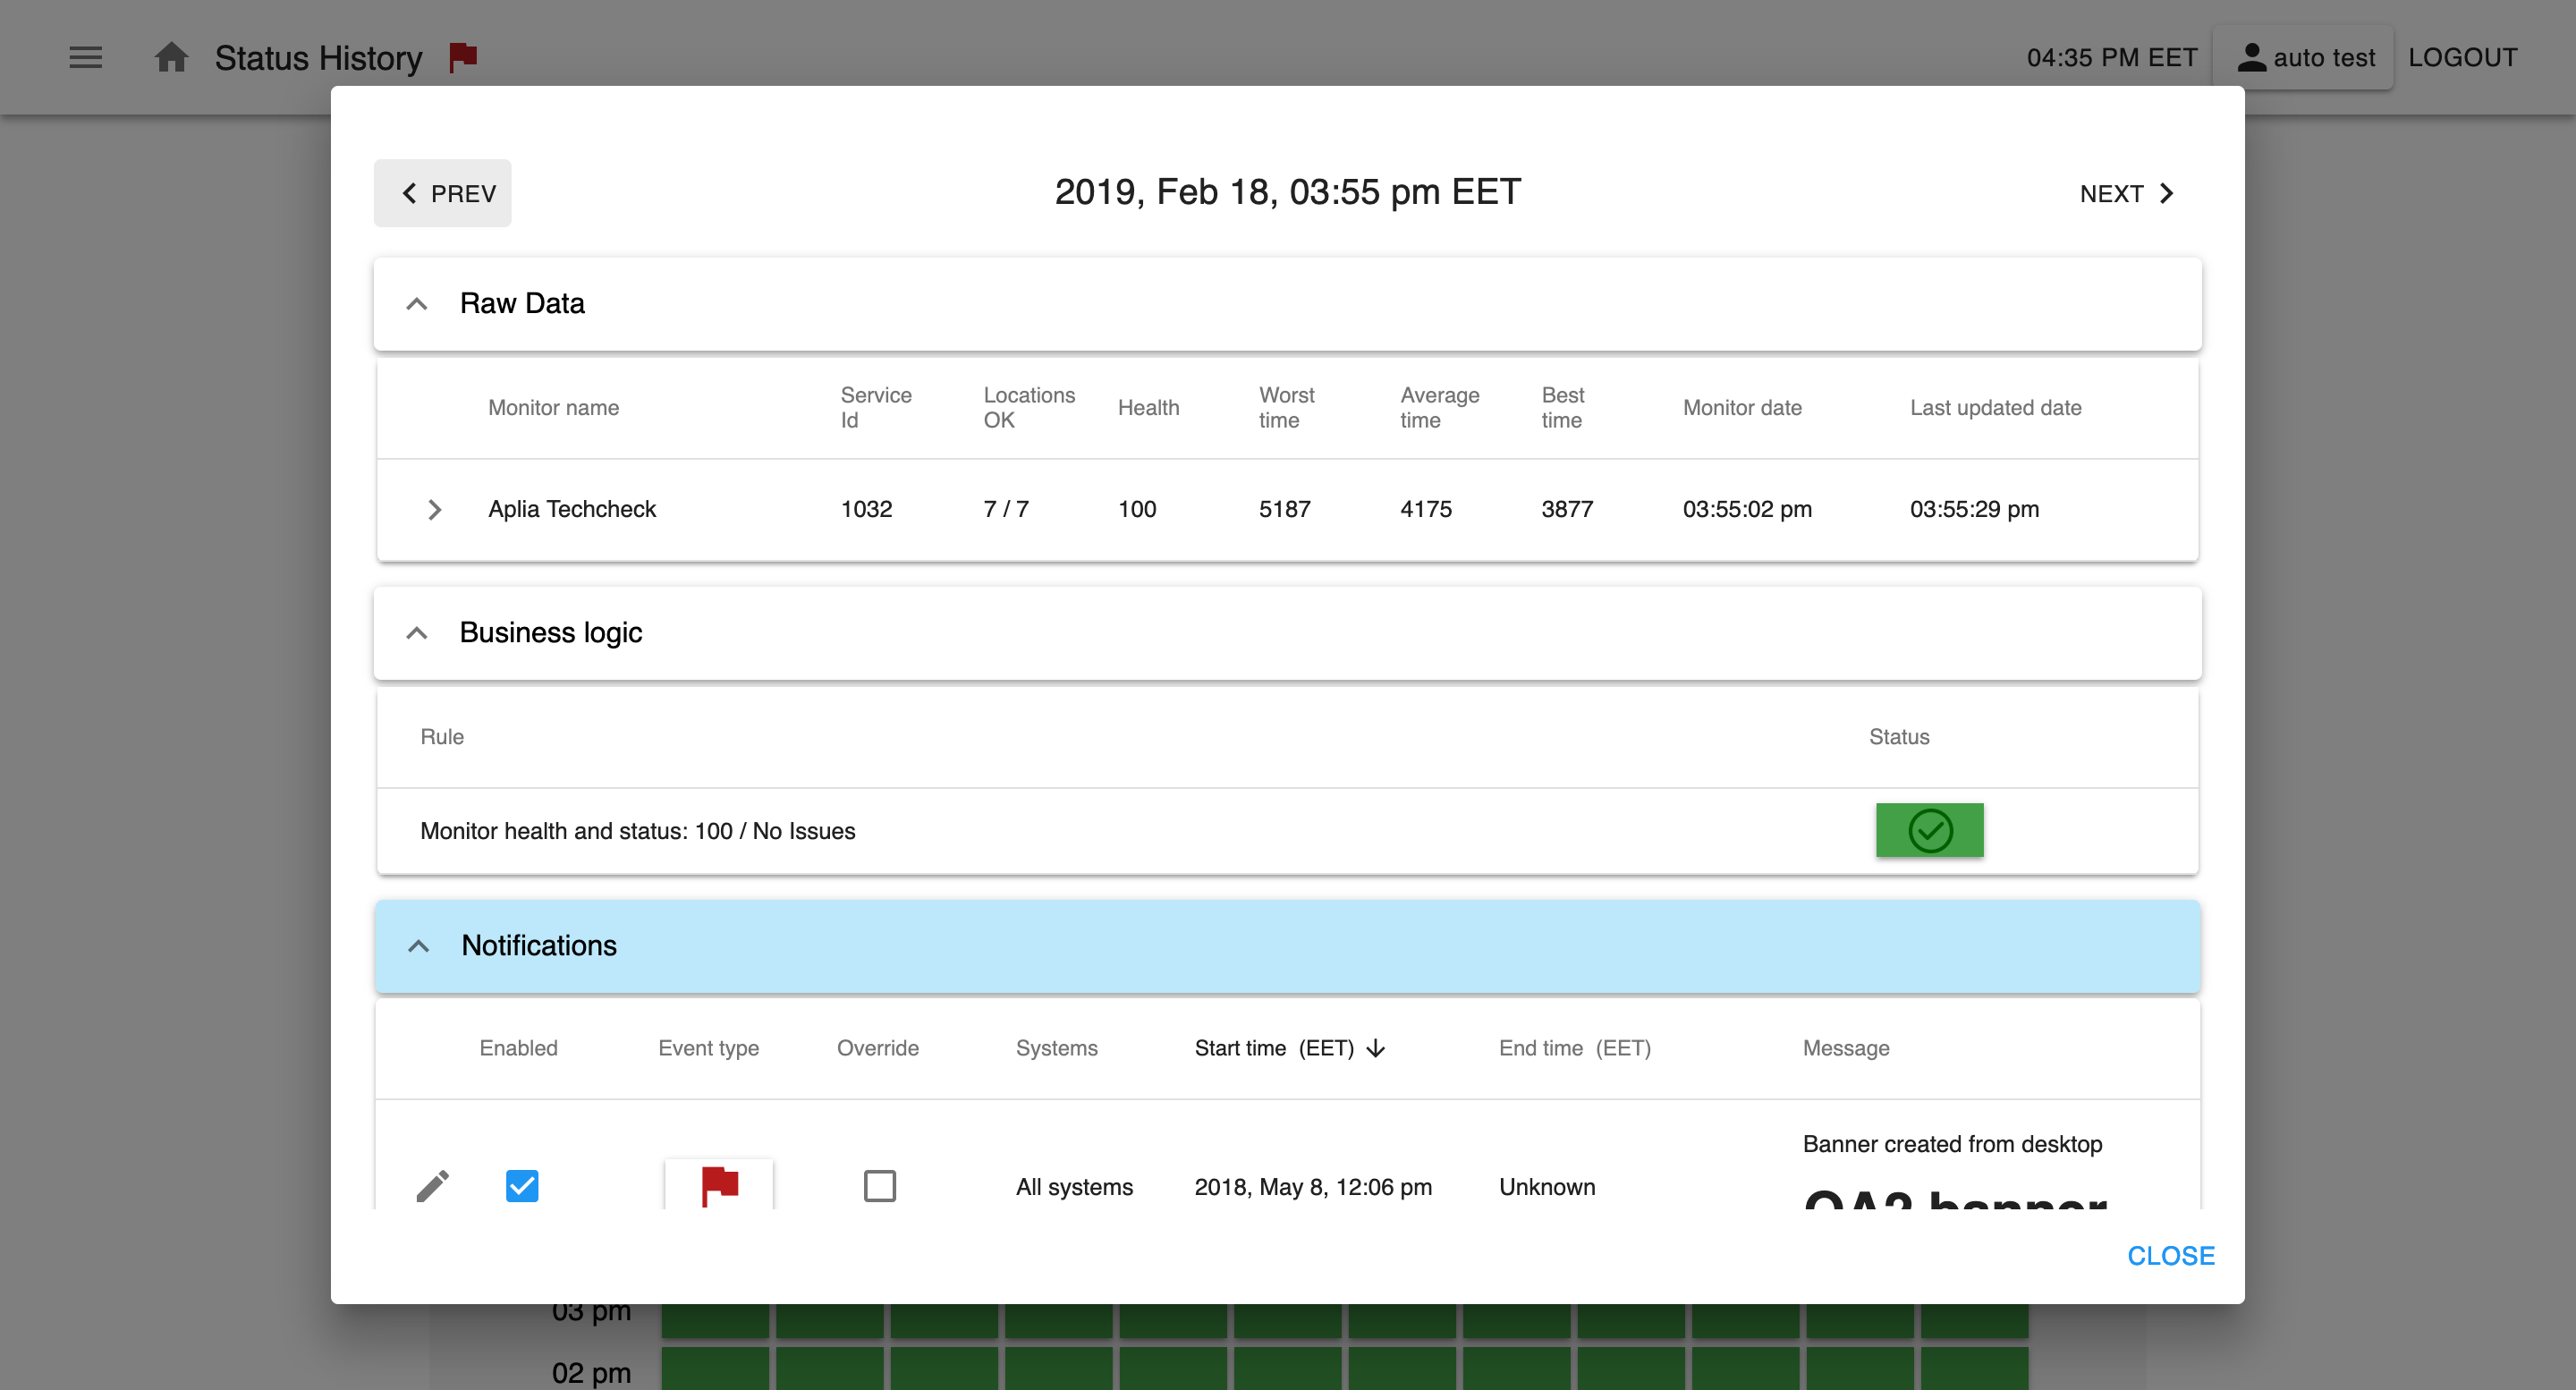 Status History
04:35 PM EET
auto test
LOGOUT
PREV
2019, Feb 18, 03:55 pm EET
NEXT
Raw Data
Monitor name
Service Id
Locations OK
Health
Worst time
Average time
Best time
Monitor date
Last updated date
Aplia Techcheck
1032
7 / 7
100
5187
4175
3877
03:55:02 pm
03:55:29 pm
Business logic
Rule
Status
Monitor health and status: 100 / No Issues
Notifications
Enabled
Event type
Override
Systems
Start time (EET)
End time (EET)
Message
All systems
2018, May 8, 12:06 pm
Unknown
Banner created from desktop
QA2 banner
CLOSE
03 pm
02 pm